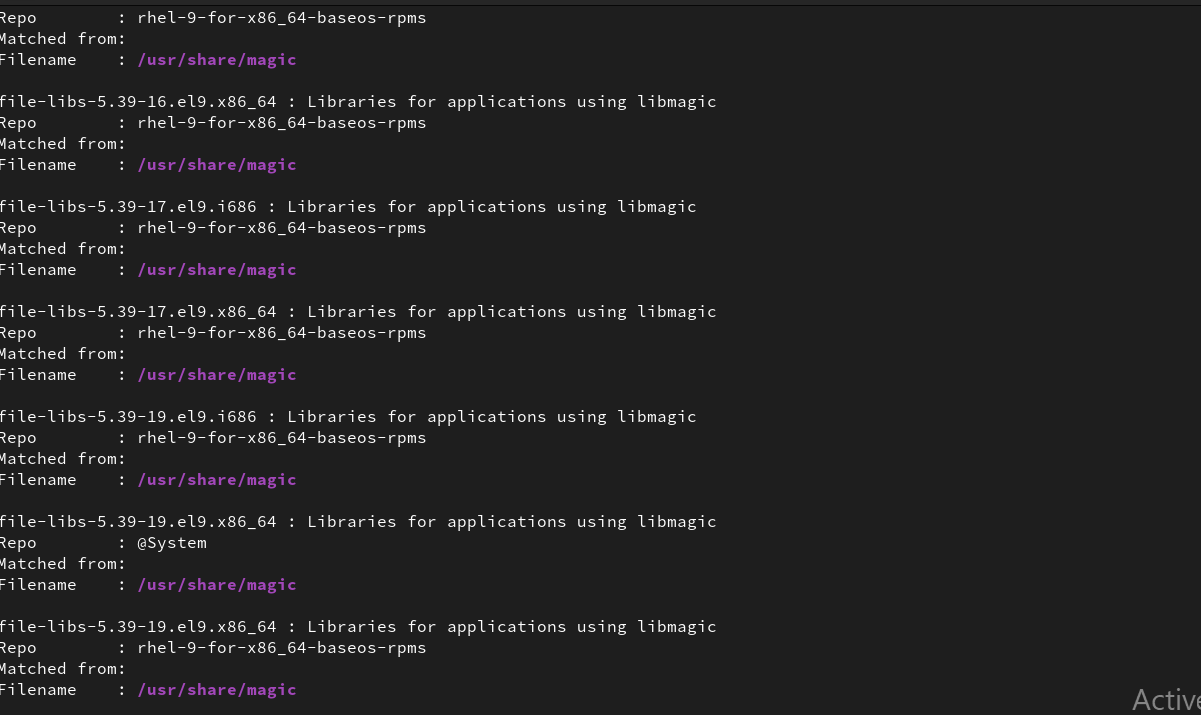 Repo        : rhel-9-for-x86_64-baseos-rpms
Matched from:
Filename    : /usr/share/magic

file-libs-5.39-16.el9.x86_64 : Libraries for applications using libmagic
Repo        : rhel-9-for-x86_64-baseos-rpms
Matched from:
Filename    : /usr/share/magic

file-libs-5.39-17.el9.i686 : Libraries for applications using libmagic
Repo        : rhel-9-for-x86_64-baseos-rpms
Matched from:
Filename    : /usr/share/magic

file-libs-5.39-17.el9.x86_64 : Libraries for applications using libmagic
Repo        : rhel-9-for-x86_64-baseos-rpms
Matched from:
Filename    : /usr/share/magic

file-libs-5.39-19.el9.i686 : Libraries for applications using libmagic
Repo        : rhel-9-for-x86_64-baseos-rpms
Matched from:
Filename    : /usr/share/magic

file-libs-5.39-19.el9.x86_64 : Libraries for applications using libmagic
Repo        : @System
Matched from:
Filename    : /usr/share/magic

file-libs-5.39-19.el9.x86_64 : Libraries for applications using libmagic
Repo        : rhel-9-for-x86_64-baseos-rpms
Matched from:
Filename    : /usr/share/magic